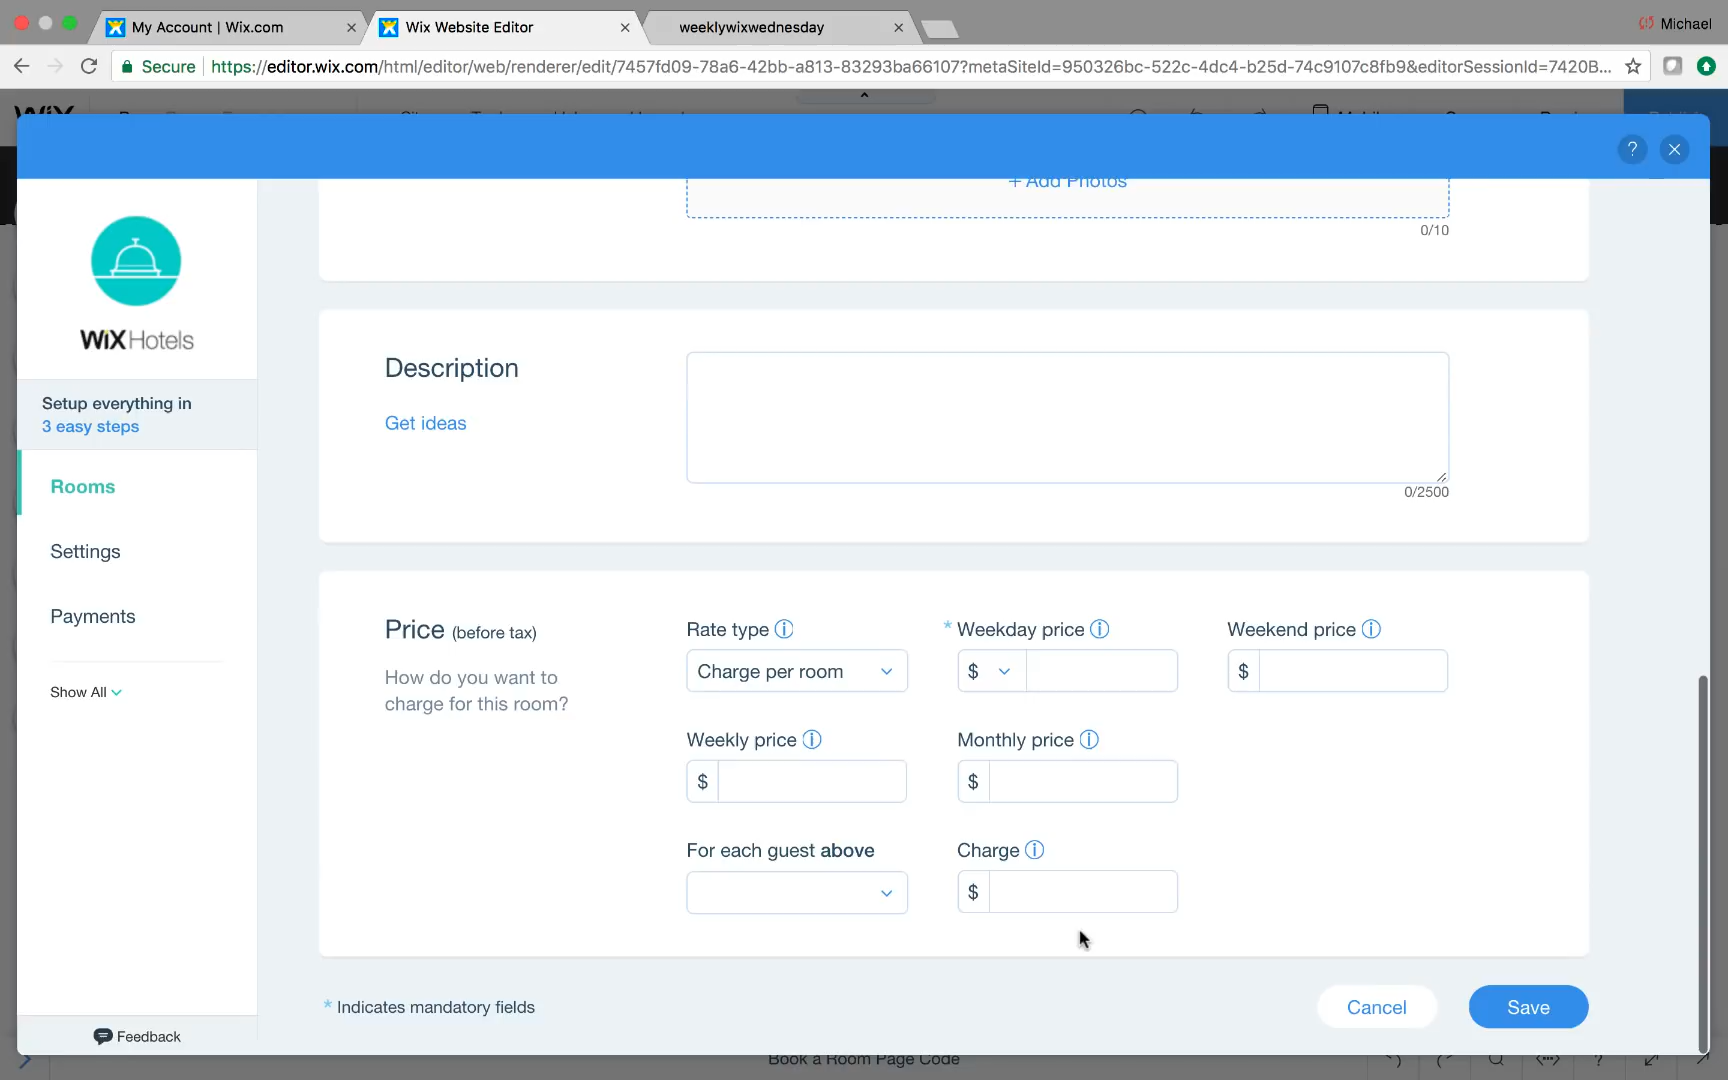 My Account | Wix.com
Wix Website Editor
weeklywixwednesday
Michael
Secure
https://editor.wix.com/html/editor/web/renderer/edit/7457fd09-78a6-42bb-a813-83293ba66107?metaSiteId=950326bc-522c-4dc4-b25d-74c9107c8fb9&editorSessionId=7420B...
?
+ Add Photos
0/10
WiX Hotels
Setup everything in
3 easy steps
Rooms
Settings
Payments
Show All
Feedback
Description
Get ideas
0/2500
Price (before tax)
How do you want to
charge for this room?
Rate type
* Weekday price
Weekend price
Charge per room
$
$
Weekly price
Monthly price
$
$
For each guest above
Charge
$
* Indicates mandatory fields
Cancel
Save
Book a Room Page Code